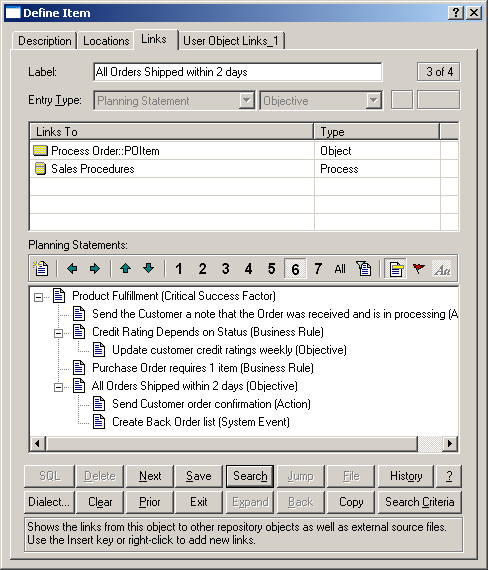 Define Item
Description Locations Links User Object Links_1
Label: All Orders Shipped within 2 days 3 of 4
Entry Type: Planning Statement Objective
Links To Type
Process Order::POItem Object
Sales Procedures Process
Planning Statements:
1 2 3 4 5 6 7 All Aa
Product Fulfillment (Critical Success Factor)
Send the Customer a note that the Order was received and is in processing (A
Credit Rating Depends on Status (Business Rule)
Update customer credit ratings weekly (Objective)
Purchase Order requires 1 item (Business Rule)
All Orders Shipped within 2 days (Objective)
Send Customer order confirmation (Action)
Create Back Order list (System Event)
SQL Delete Next Save Search Jump File History ?
Dialect... Clear Prior Exit Expand Back Copy Search Criteria
Shows the links from this object to other repository objects as well as external source files.
Use the Insert key or right-click to add new links.